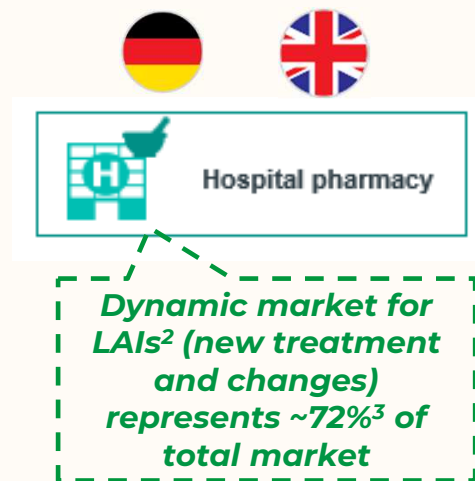 H
Hospital pharmacy
Dynamic market for
LAIs² (new treatment
and changes)
represents ~72%³ of
total market